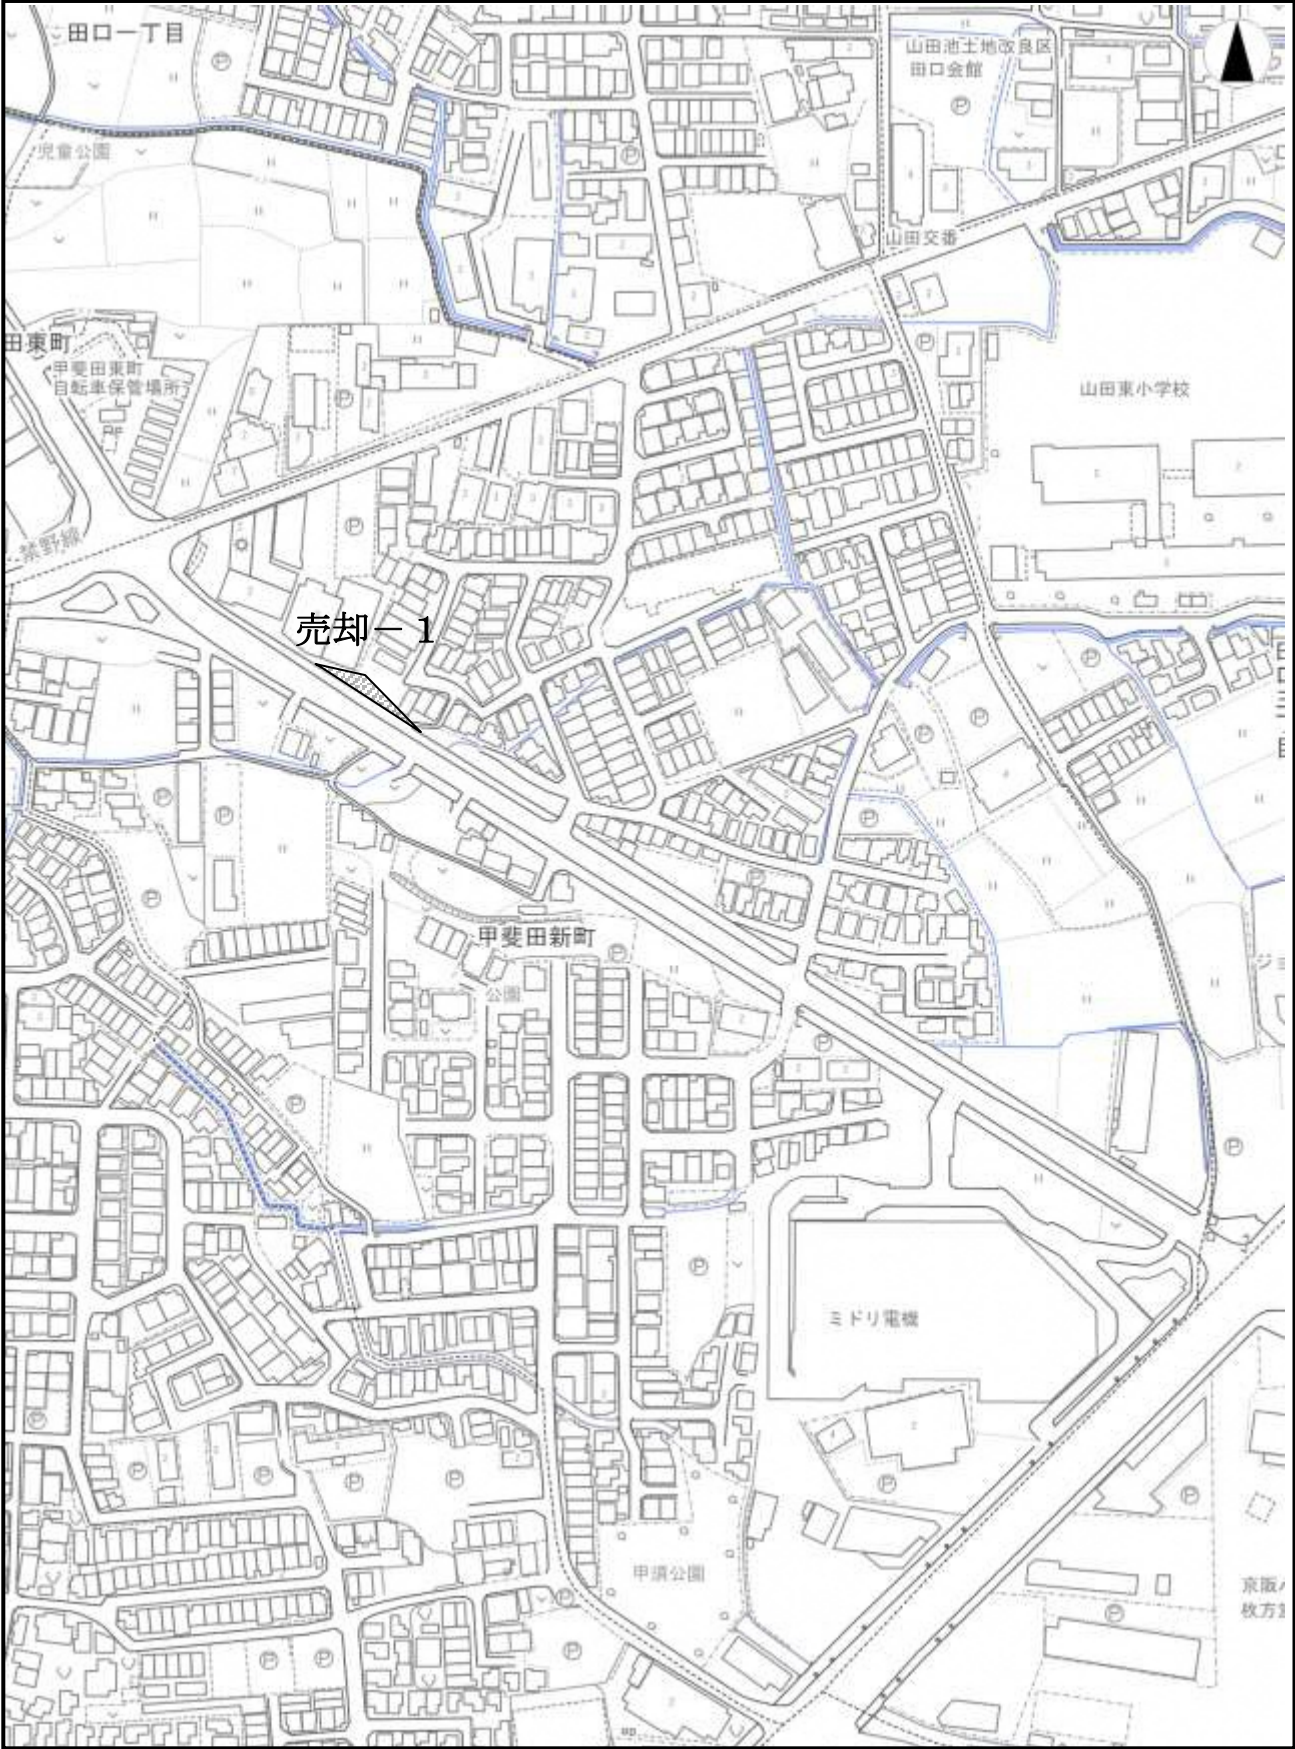 田口一丁目
山田池土地改良区
田口会館
児童公園
山田交番
田東町
甲斐田東町
自転車保管場所
山田東小学校
禁野線
売却－1
甲斐田新町
公園
ミドリ電機
甲須公園
京阪
枚方